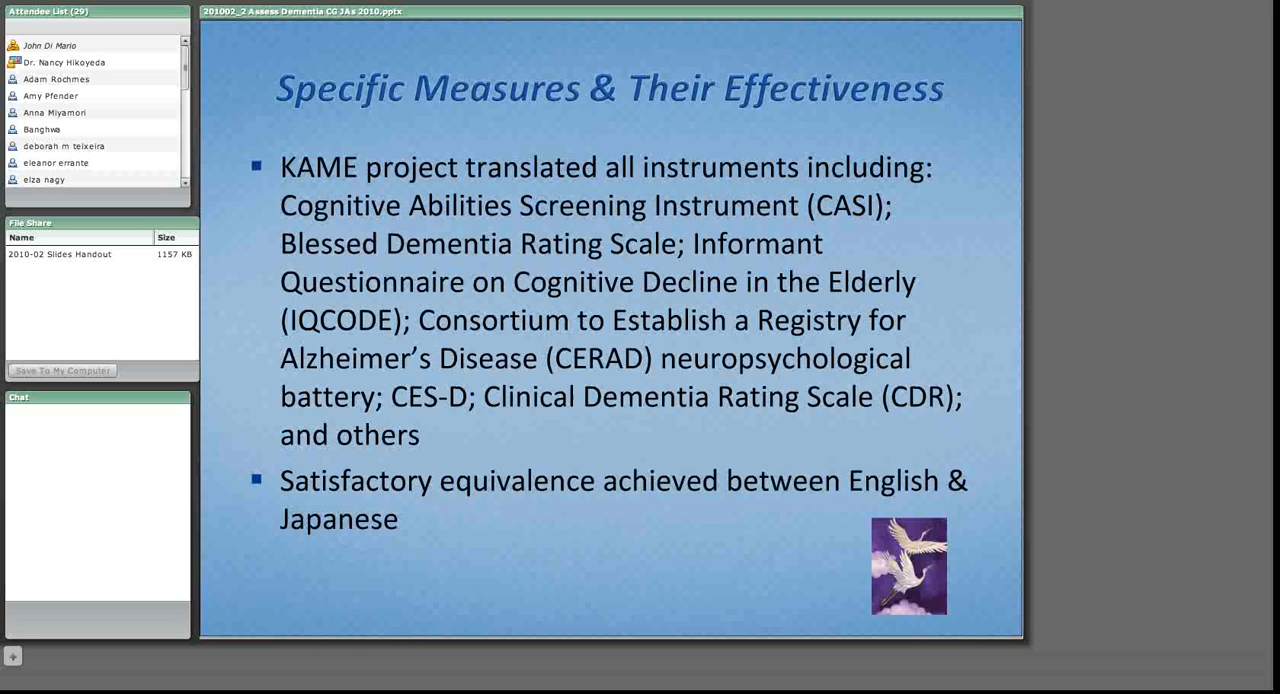 Attendee List (29)
John Di Mario
Dr. Nancy Hikoyeda
Adam Rochmes
Amy Pfender
Anna Miyamori
Banghwa
deborah m teixeira
eleanor errante
elza nagy
File Share
Name Size
2010-02 Slides Handout 1157 KB
Save To My Computer
Chat
201002_2 Assess Dementia CG JAs 2010.pptx
Specific Measures & Their Effectiveness
▪ KAME project translated all instruments including:
Cognitive Abilities Screening Instrument (CASI);
Blessed Dementia Rating Scale; Informant
Questionnaire on Cognitive Decline in the Elderly
(IQCODE); Consortium to Establish a Registry for
Alzheimer’s Disease (CERAD) neuropsychological
battery; CES-D; Clinical Dementia Rating Scale (CDR);
and others
▪ Satisfactory equivalence achieved between English &
Japanese